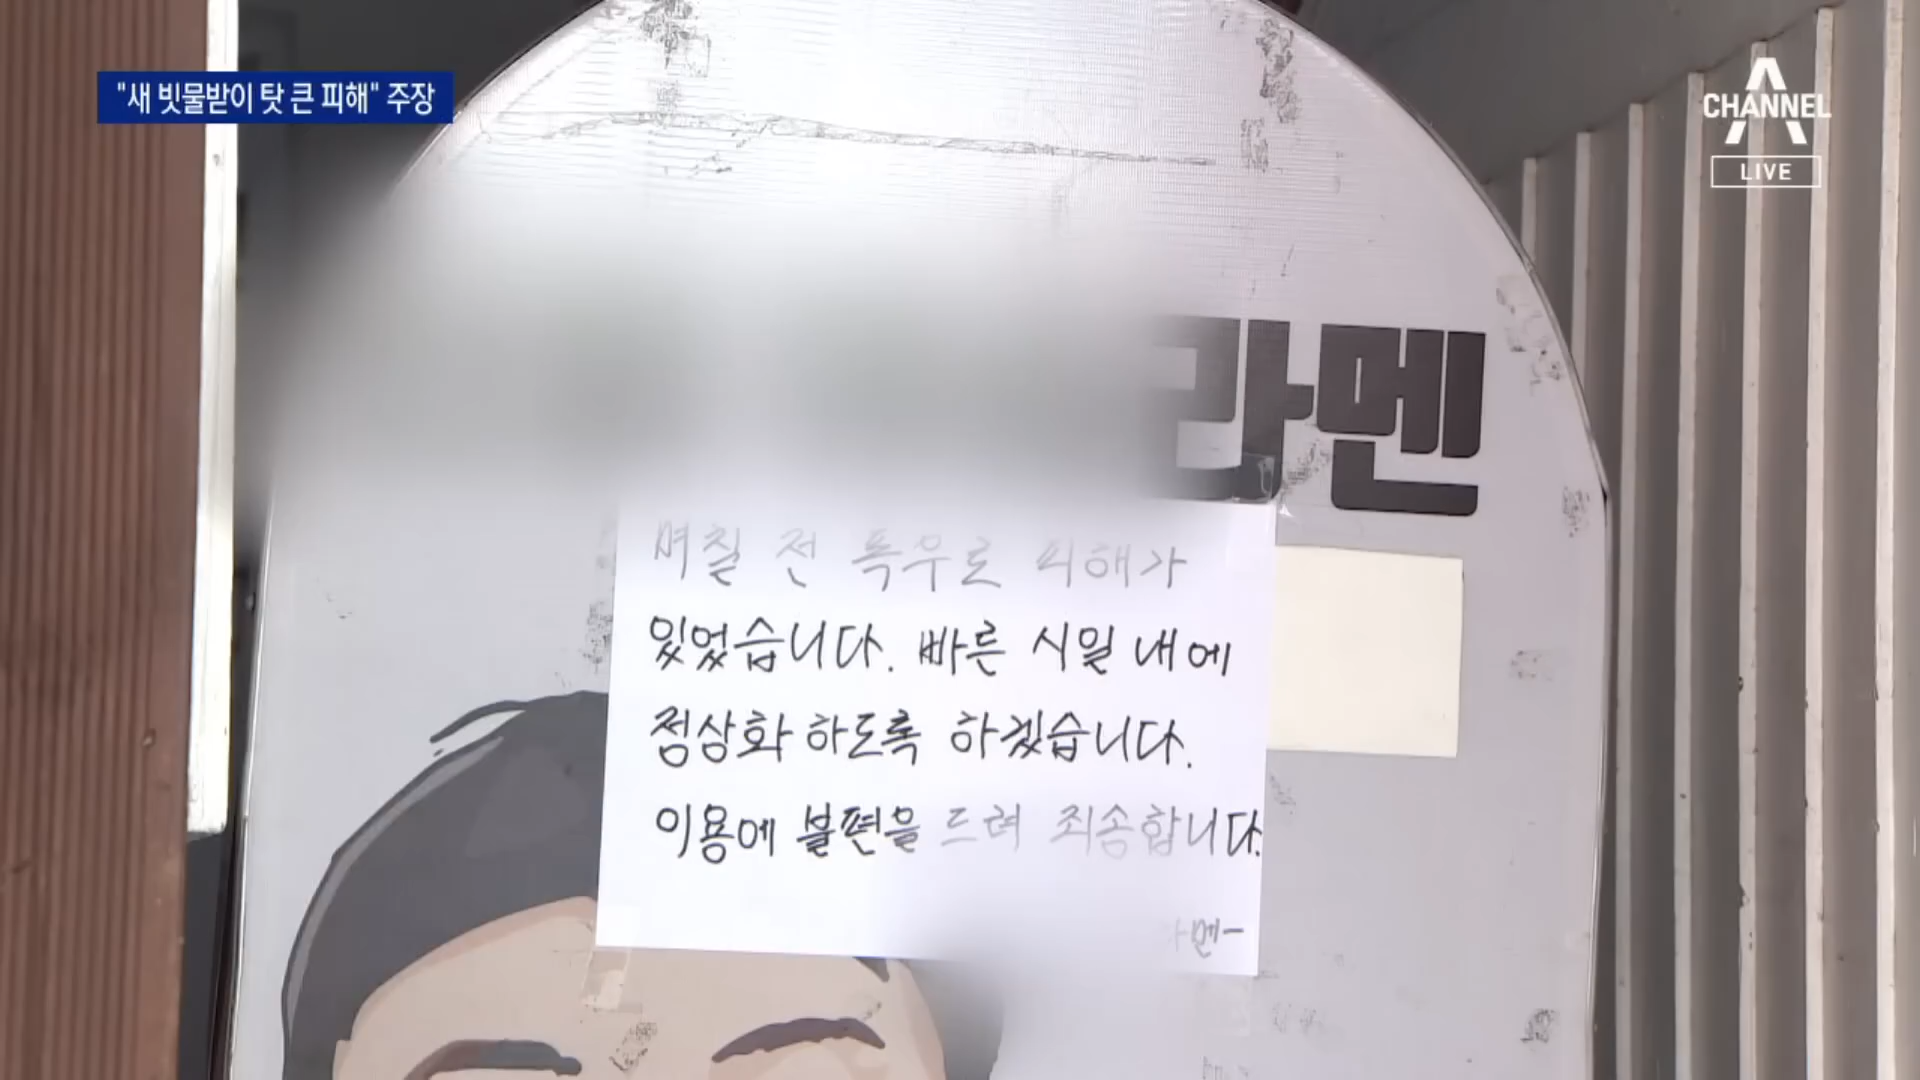 "새 빗물받이 탓 큰 피해" 주장
CHANNEL A
LIVE
라멘
며칠 전 폭우로 피해가
있었습니다. 빠른 시일 내에
정상화 하도록 하겠습니다.
이용에 불편을 드려 죄송합니다.
멘-